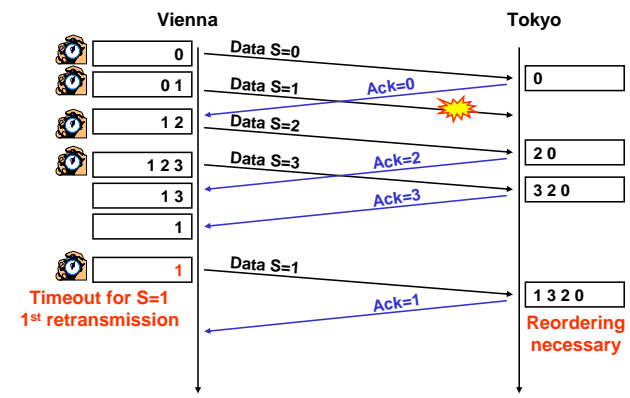 Vienna
Tokyo
0
Data S=0
0
0 1
Data S=1
Ack=0
1 2
Data S=2
2 0
1 2 3
Data S=3
Ack=2
3 2 0
1 3
Ack=3
1
1
Data S=1
1 3 2 0
Timeout for S=1
1st retransmission
Ack=1
Reordering
necessary